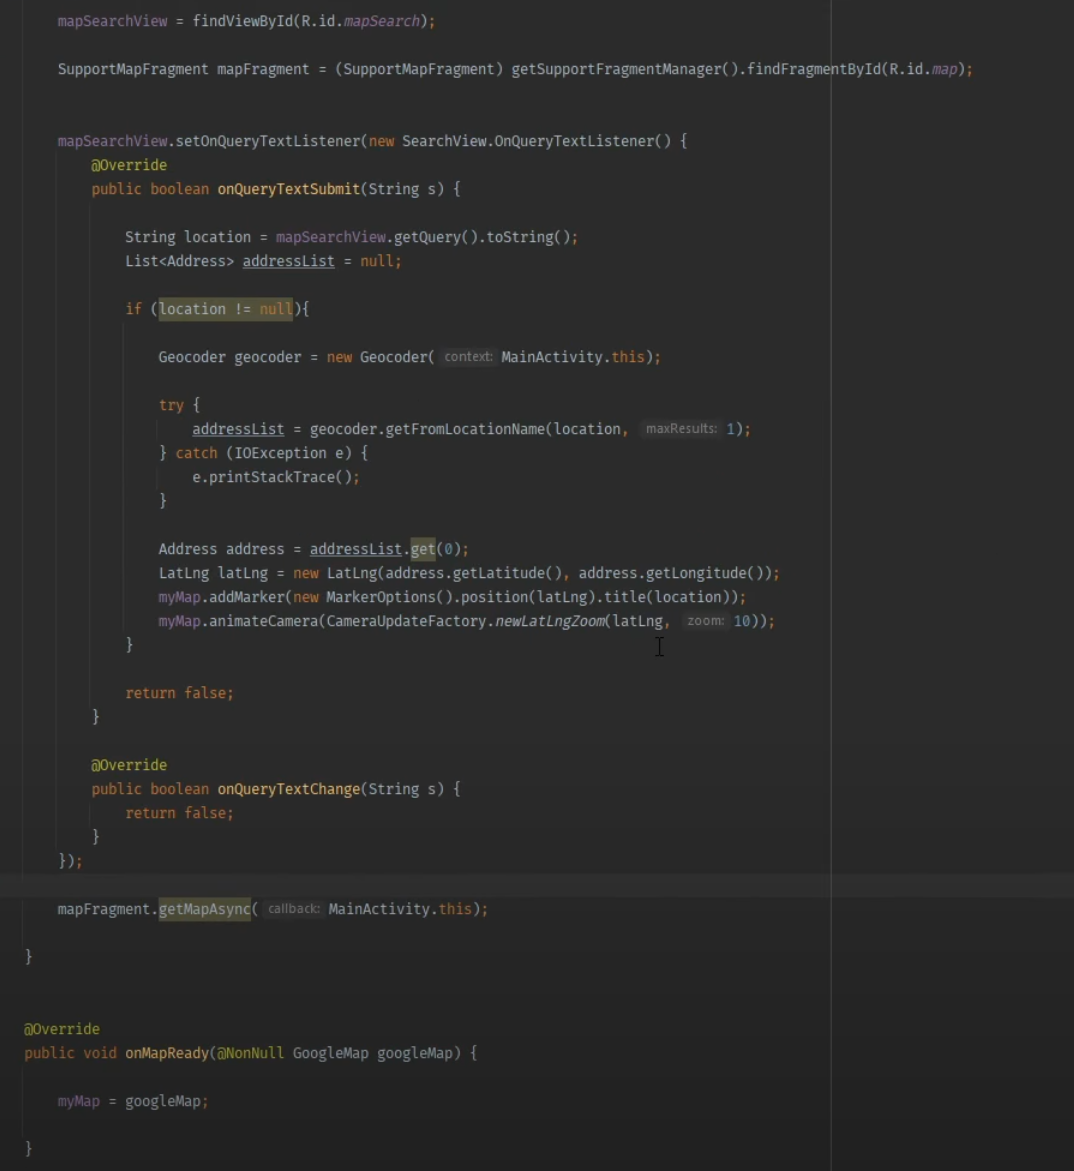 mapSearchView = findViewById(R.id.mapSearch);
SupportMapFragment mapFragment = (SupportMapFragment) getSupportFragmentManager().findFragmentById(R.id.map);
mapSearchView.setOnQueryTextListener(new SearchView.OnQueryTextListener() {
@Override
public boolean onQueryTextSubmit(String s) {
String location = mapSearchView.getQuery().toString();
List<Address> addressList = null;
if (location != null){
Geocoder geocoder = new Geocoder( context: MainActivity.this);
try {
addressList = geocoder.getFromLocationName(location, maxResults: 1);
} catch (IOException e) {
e.printStackTrace();
}
Address address = addressList.get(0);
LatLng latLng = new LatLng(address.getLatitude(), address.getLongitude());
myMap.addMarker(new MarkerOptions().position(latLng).title(location));
myMap.animateCamera(CameraUpdateFactory.newLatLngZoom(latLng, zoom: 10));
}
return false;
}
@Override
public boolean onQueryTextChange(String s) {
return false;
}
});
mapFragment.getMapAsync( callback: MainActivity.this);
}
@Override
public void onMapReady(@NonNull GoogleMap googleMap) {
myMap = googleMap;
}